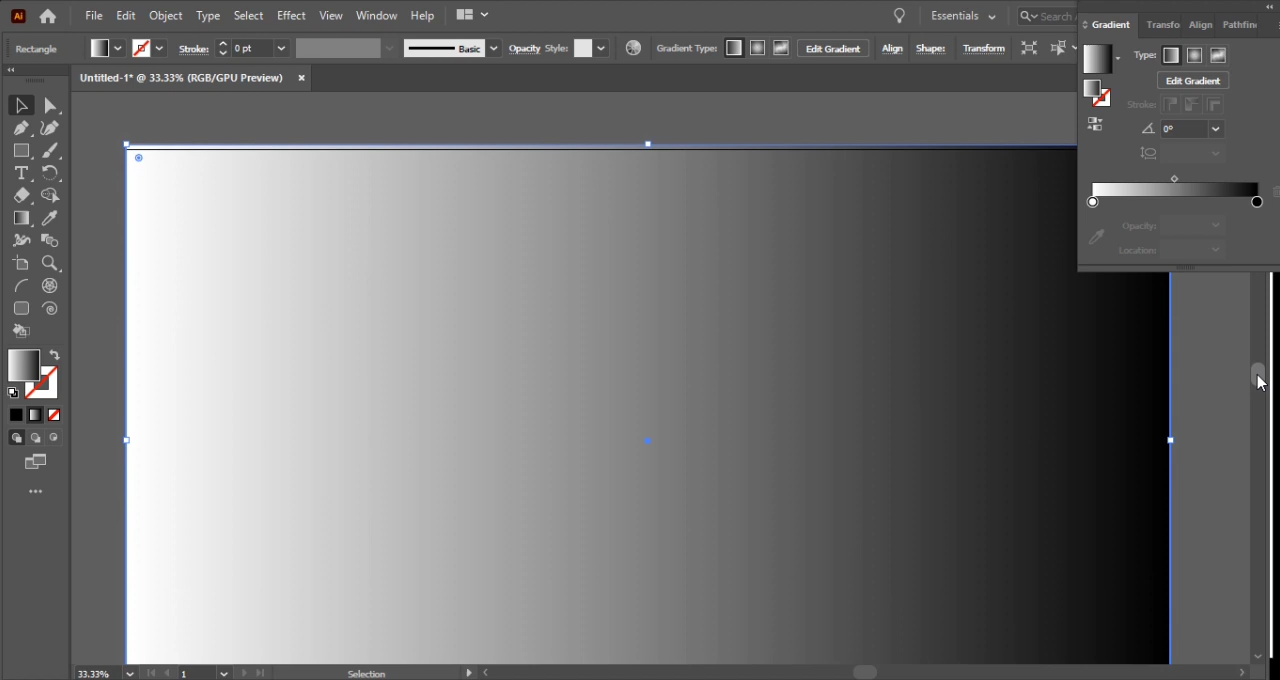 Ai File Edit Object Type Select Effect View Window Help Essentials Search
Rectangle Stroke: 0 pt Basic Opacity Style: Gradient Type: Edit Gradient Align Shape: Transform
Untitled-1* @ 33.33% (RGB/GPU Preview) ×
Gradient Transfo Align Pathfin
Type:
Edit Gradient
Stroke:
0°
Opacity:
Location:
33.33% 1 Selection